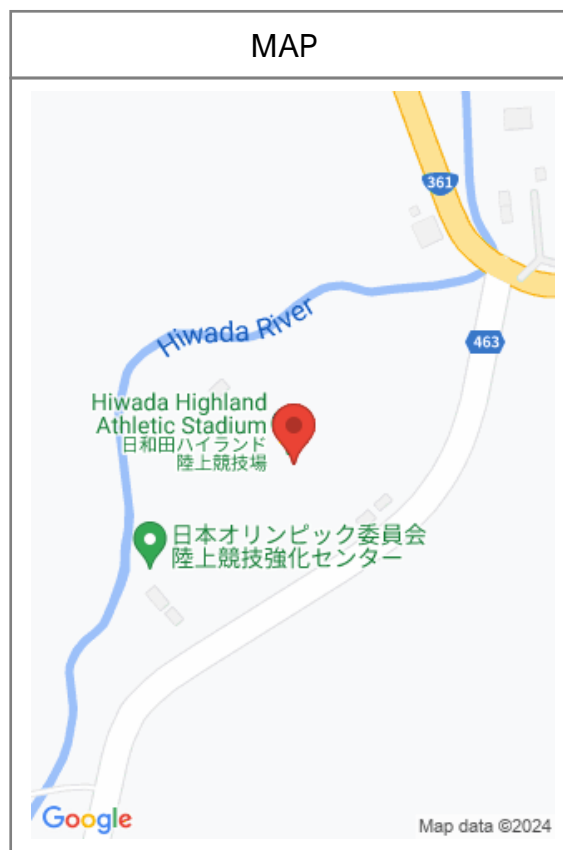 MAP
361
Hiwada River
463
Hiwada Highland
Athletic Stadium
日和田ハイランド
陸上競技場
日本オリンピック委員会
陸上競技強化センター
Google
Map data ©2024